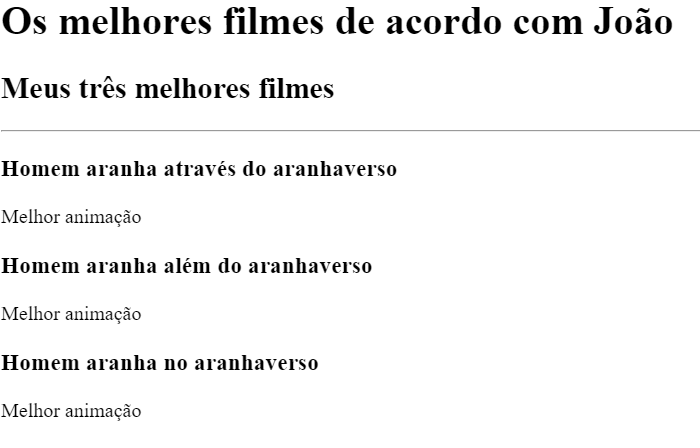 Os melhores filmes de acordo com João
Meus três melhores filmes
Homem aranha através do aranhaverso
Melhor animação
Homem aranha além do aranhaverso
Melhor animação
Homem aranha no aranhaverso
Melhor animação